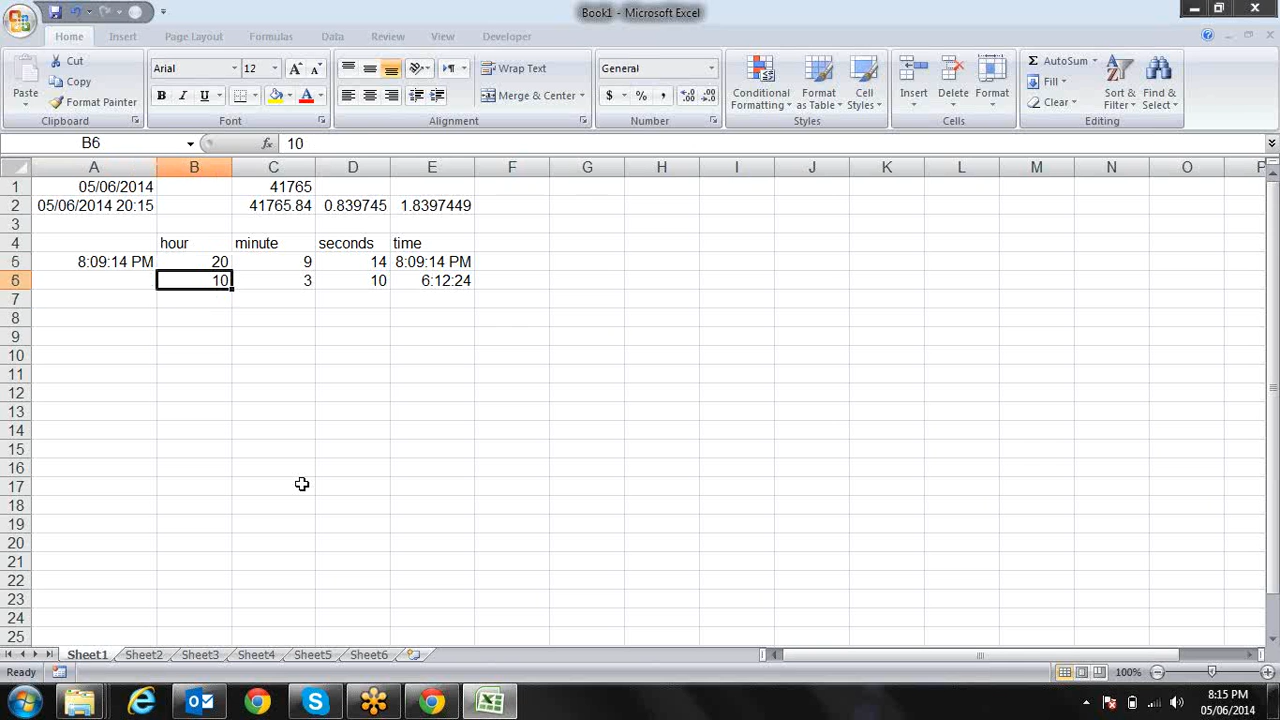 Book1 - Microsoft Excel
Home Insert Page Layout Formulas Data Review View Developer
Paste Cut Copy Format Painter Clipboard
Arial 12 A A B I U A Font
Wrap Text Merge & Center Alignment
General $ % , .0 .00 .00 .0 Number
Conditional Formatting Format as Table Cell Styles Styles
Insert Delete Format Cells
AutoSum Fill Clear Sort & Filter Find & Select Editing
B6 fx 10
A B C D E F G H I J K L M N O P
1 05/06/2014 41765
2 05/06/2014 20:15 41765.84 0.839745 1.8397449
3
4 hour minute seconds time
5 8:09:14 PM 20 9 14 8:09:14 PM
6 10 3 10 6:12:24
7
8
9
10
11
12
13
14
15
16
17
18
19
20
21
22
23
24
25
Sheet1 Sheet2 Sheet3 Sheet4 Sheet5 Sheet6
Ready 100%
8:15 PM
05/06/2014